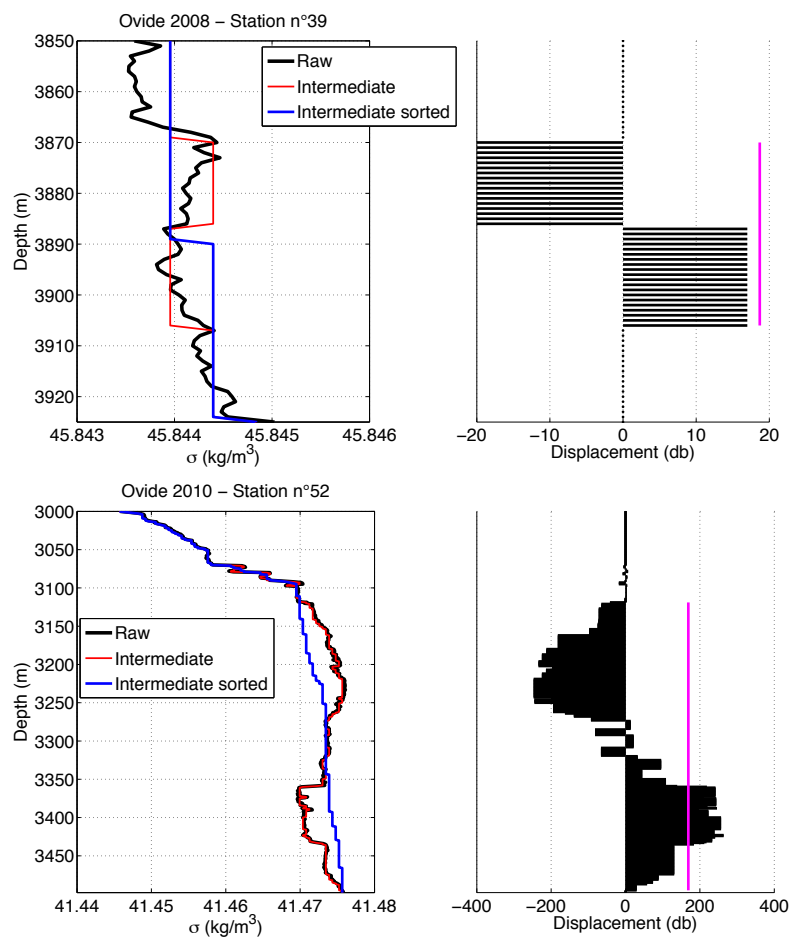 Ovide 2008 – Station n°39
3850
3860
3870
3880
3890
3900
3910
3920
Depth (m)
45.843 45.844 45.845 45.846
σ (kg/m³)
Raw
Intermediate
Intermediate sorted
−20 −10 0 10 20
Displacement (db)
Ovide 2010 – Station n°52
3000
3050
3100
3150
3200
3250
3300
3350
3400
3450
Depth (m)
41.44 41.45 41.46 41.47 41.48
σ (kg/m³)
Raw
Intermediate
Intermediate sorted
−400 −200 0 200 400
Displacement (db)